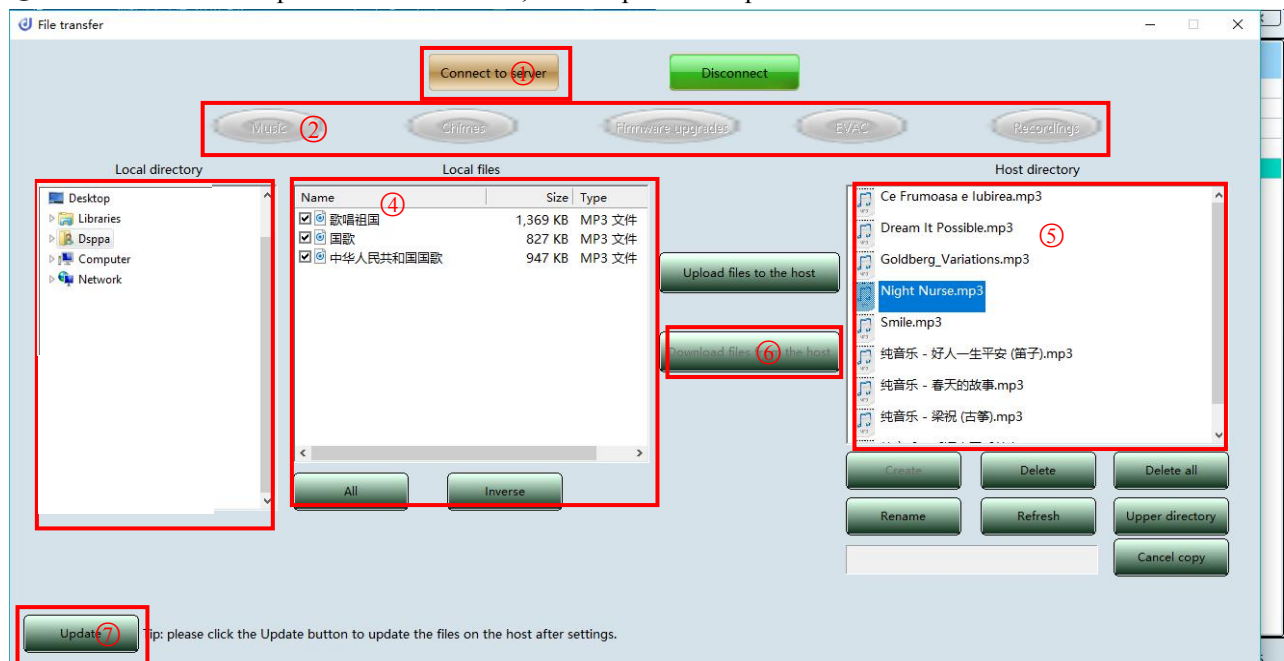 File transfer
Connect to server ①
Disconnect
Music ②
Chimes
Firmware upgrades
EVAC
Recordings
Local directory
Local files
Host directory
Desktop
Libraries
Dsppa
Computer
Network
Name ④ Size Type
歌唱祖国 1,369 KB MP3 文件
国歌 827 KB MP3 文件
中华人民共和国国歌 947 KB MP3 文件
All
Inverse
Upload files to the host
Download files the host ⑥
Ce Frumoasa e Iubirea.mp3
Dream It Possible.mp3
⑤
Goldberg_Variations.mp3
Night Nurse.mp3
Smile.mp3
纯音乐 - 好人一生平安 (笛子).mp3
纯音乐 - 春天的故事.mp3
纯音乐 - 梁祝 (古筝).mp3
Create
Delete
Delete all
Rename
Refresh
Upper directory
Cancel copy
Update ⑦
Tip: please click the Update button to update the files on the host after settings.